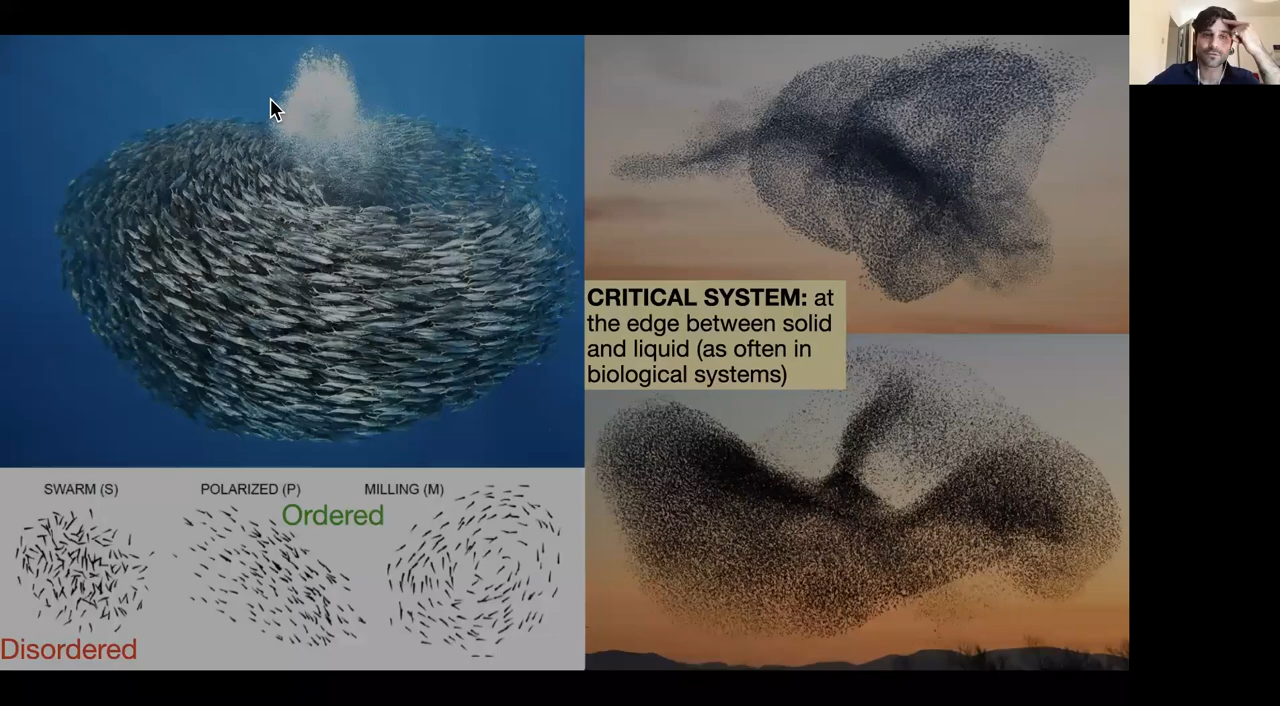 CRITICAL SYSTEM: at
the edge between solid
and liquid (as often in
biological systems)
SWARM (S)
POLARIZED (P)
MILLING (M)
Ordered
Disordered